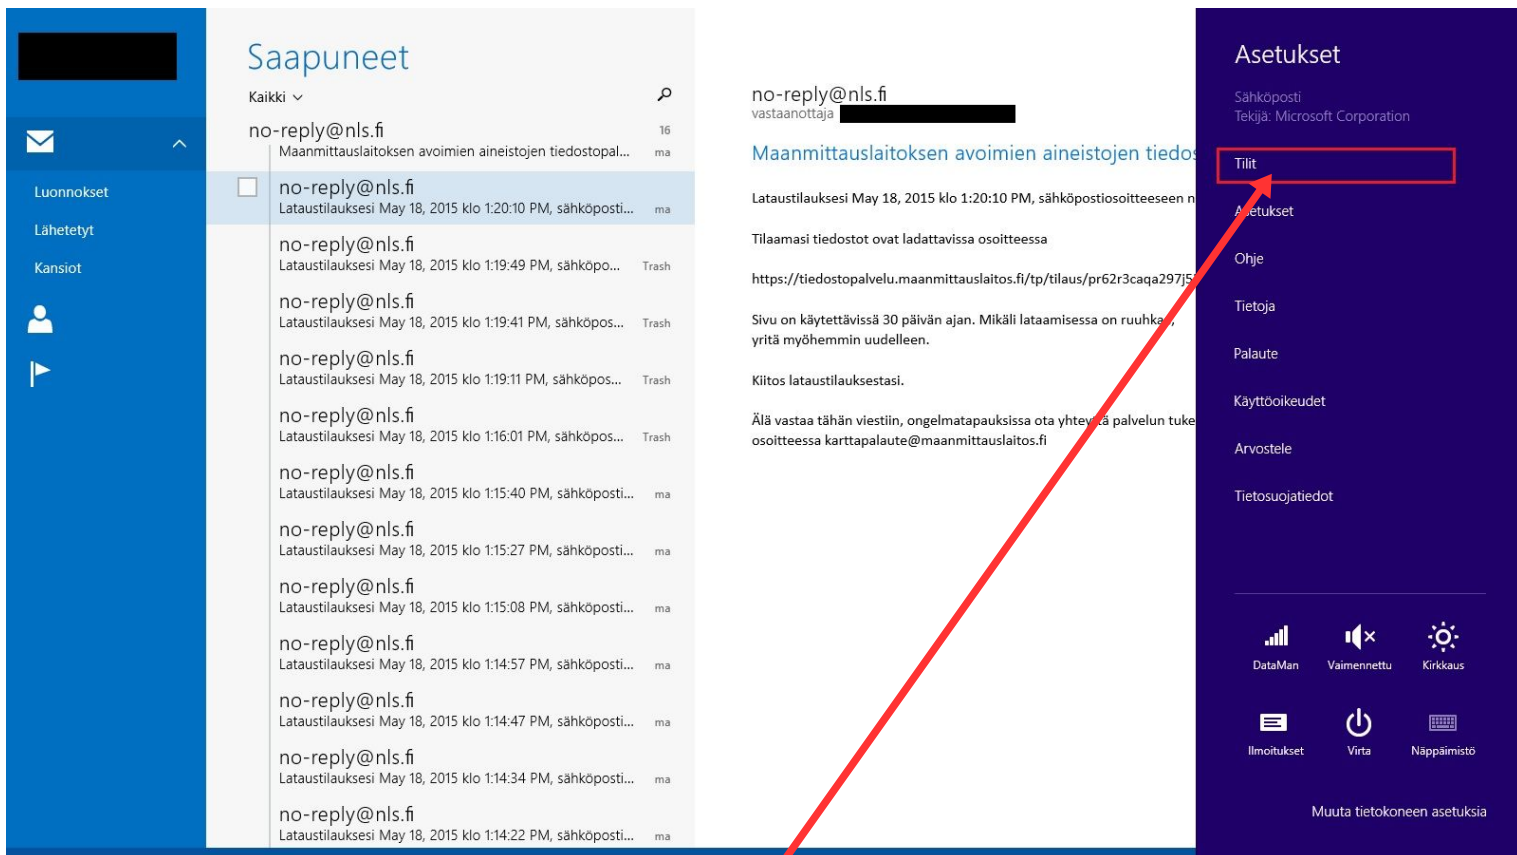 Luonnokset
Lähetetyt
Kansiot
Saapuneet
Kaikki
no-reply@nls.fi 16
Maanmittauslaitoksen avoimien aineistojen tiedostopal... ma
no-reply@nls.fi
Lataustilauksesi May 18, 2015 klo 1:20:10 PM, sähköposti... ma
no-reply@nls.fi
Lataustilauksesi May 18, 2015 klo 1:19:49 PM, sähköpo... Trash
no-reply@nls.fi
Lataustilauksesi May 18, 2015 klo 1:19:41 PM, sähköpos... Trash
no-reply@nls.fi
Lataustilauksesi May 18, 2015 klo 1:19:11 PM, sähköpos... Trash
no-reply@nls.fi
Lataustilauksesi May 18, 2015 klo 1:16:01 PM, sähköpos... Trash
no-reply@nls.fi
Lataustilauksesi May 18, 2015 klo 1:15:40 PM, sähköposti... ma
no-reply@nls.fi
Lataustilauksesi May 18, 2015 klo 1:15:27 PM, sähköposti... ma
no-reply@nls.fi
Lataustilauksesi May 18, 2015 klo 1:15:08 PM, sähköposti... ma
no-reply@nls.fi
Lataustilauksesi May 18, 2015 klo 1:14:57 PM, sähköposti... ma
no-reply@nls.fi
Lataustilauksesi May 18, 2015 klo 1:14:47 PM, sähköposti... ma
no-reply@nls.fi
Lataustilauksesi May 18, 2015 klo 1:14:34 PM, sähköposti... ma
no-reply@nls.fi
Lataustilauksesi May 18, 2015 klo 1:14:22 PM, sähköposti... ma
no-reply@nls.fi
vastaanottaja
Maanmittauslaitoksen avoimien aineistojen tiedos
Lataustilauksesi May 18, 2015 klo 1:20:10 PM, sähköpostiosoitteeseen n
Tilaamasi tiedostot ovat ladattavissa osoitteessa
https://tiedostopalvelu.maanmittauslaitos.fi/tp/tilaus/pr62r3caqa297j5
Sivu on käytettävissä 30 päivän ajan. Mikäli lataamisessa on ruuhkaa,
yritä myöhemmin uudelleen.
Kiitos lataustilauksestasi.
Älä vastaa tähän viestiin, ongelmatapauksissa ota yhteyttä palvelun tuke
osoitteessa karttapalaute@maanmittauslaitos.fi
Asetukset
Sähköposti
Tekijä: Microsoft Corporation
Tilit
Asetukset
Ohje
Tietoja
Palaute
Käyttöoikeudet
Arvostele
Tietosuojatiedot
DataMan Vaimennettu Kirkkaus
Ilmoitukset Virta Näppäimistö
Muuta tietokoneen asetuksia